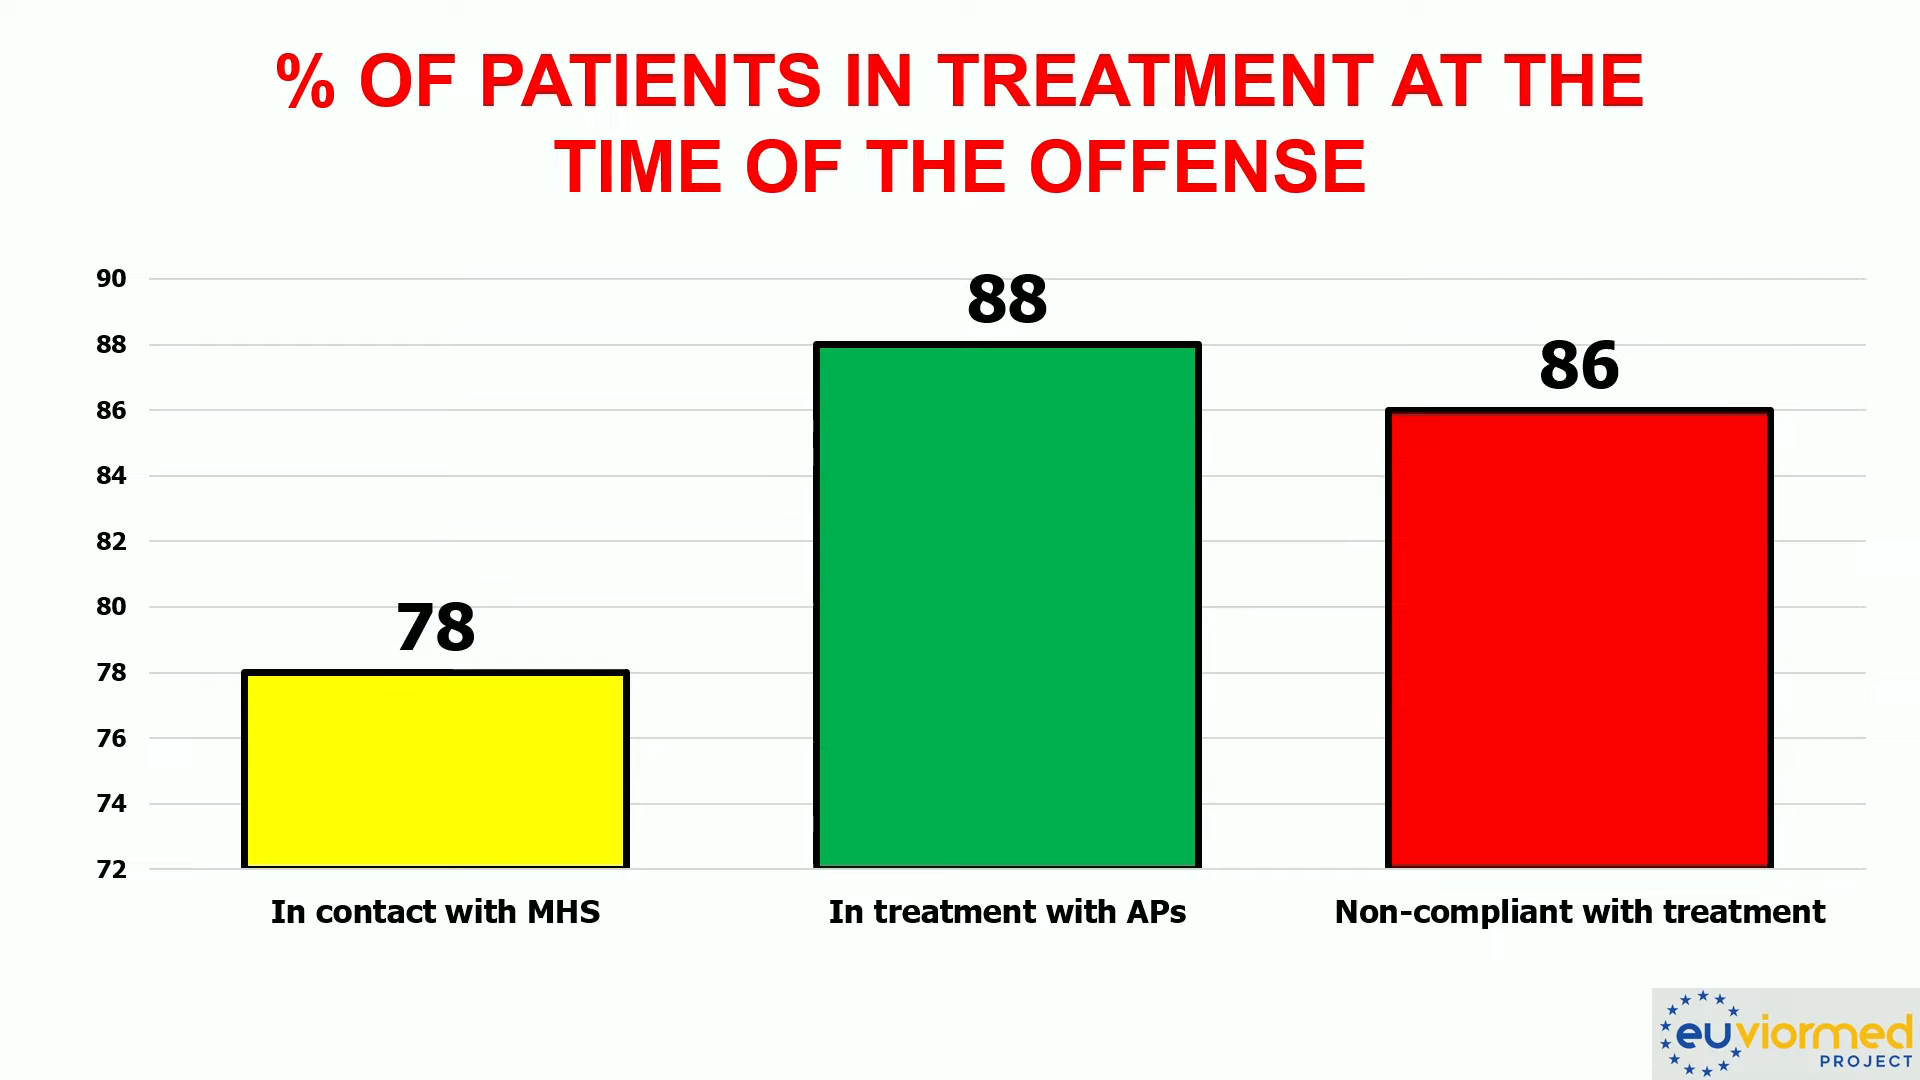 % OF PATIENTS IN TREATMENT AT THE
TIME OF THE OFFENSE
90
88
86
84
82
80
78
76
74
72
78
88
86
In contact with MHS
In treatment with APs
Non-compliant with treatment
euviormed
PROJECT